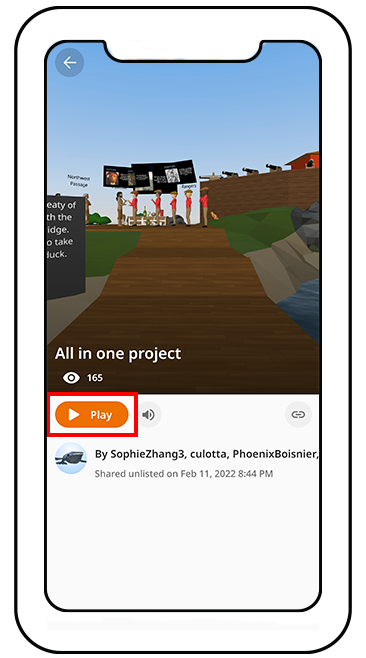 Northwest
Passage
Rangers
eaty of
th the
idge.
o take
duck.
All in one project
165
Play
By SophieZhang3, culotta, PhoenixBoisnier,
Shared unlisted on Feb 11, 2022 8:44 PM